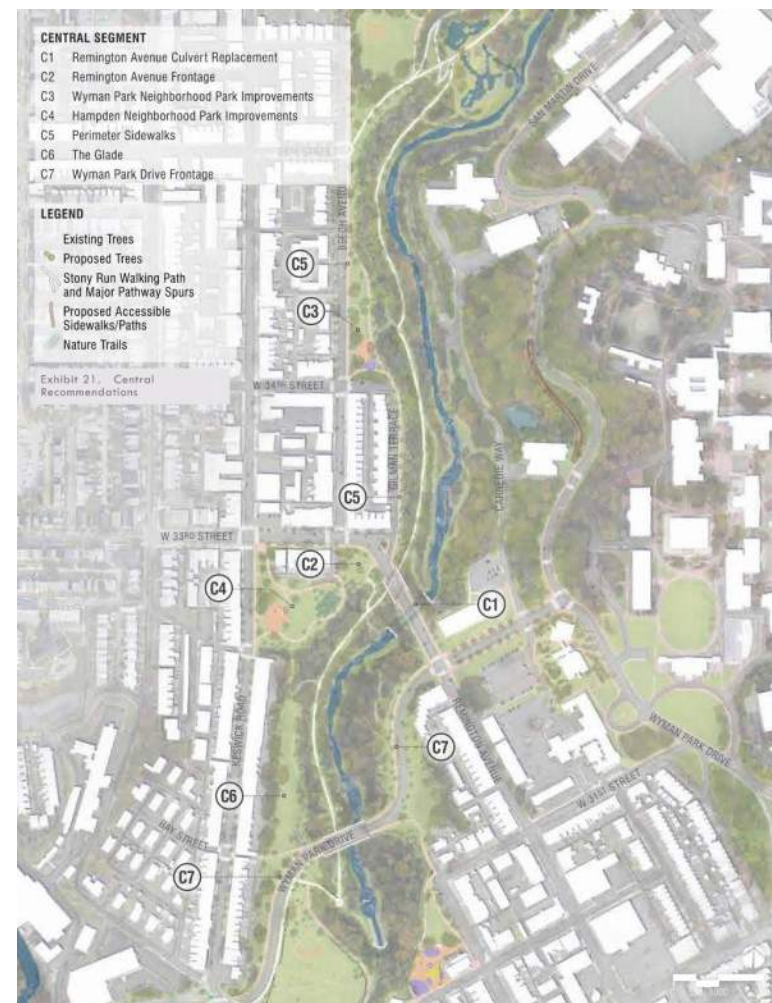 CENTRAL SEGMENT
C1 Remington Avenue Culvert Replacement
C2 Remington Avenue Frontage
C3 Wyman Park Neighborhood Park Improvements
C4 Hampden Neighborhood Park Improvements
C5 Perimeter Sidewalks
C6 The Glade
C7 Wyman Park Drive Frontage
LEGEND
Existing Trees
Proposed Trees
Stony Run Walking Path
and Major Pathway Spurs
Proposed Accessible
Sidewalks/Paths
Nature Trails
Exhibit 21. Central
Recommendations
SAN MARTIN DRIVE
BEECH AVENUE
C5
C3
W 34TH STREET
C5
CARNEGIE WAY
W 33RD STREET
C2
C4
C1
KESWICK ROAD
REMINGTON AVENUE
WYMAN PARK DRIVE
C7
C6
W 31ST STREET
BAY STREET
WYMAN PARK DRIVE
C7